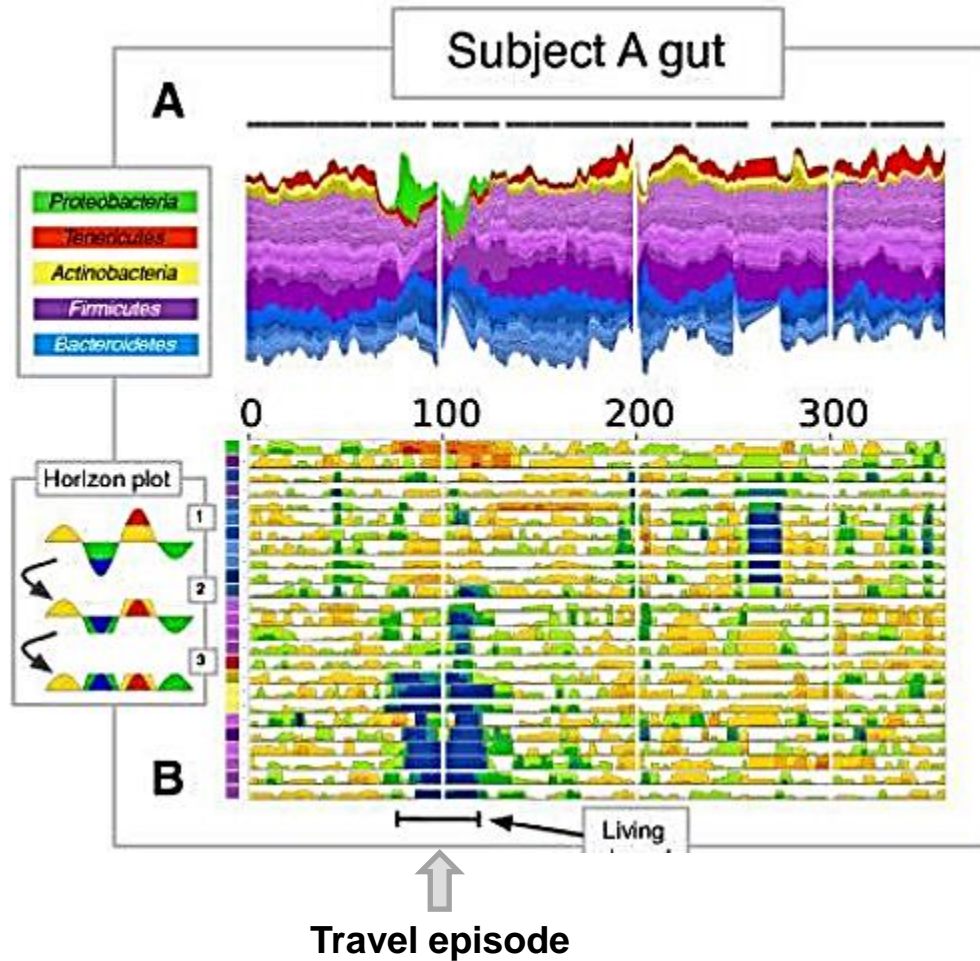 Subject A gut
A
Proteobacteria
Tenericutes
Actinobacteria
Firmicutes
Bacteroidetes
0 100 200 300
Horizon plot
1
2
3
B
Living
Travel episode